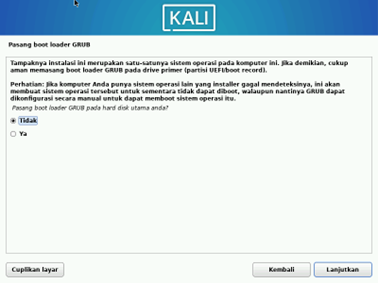 KALI
Pasang boot loader GRUB
Tampaknya instalasi ini merupakan satu-satunya sistem operasi pada komputer ini. Jika demikian, cukup
aman memasang boot loader GRUB pada drive primer (partisi UEFI/boot record).
Perhatian: Jika komputer Anda punya sistem operasi lain yang installer gagal mendeteksinya, ini akan
membuat sistem operasi tersebut untuk sementara tidak dapat diboot, walaupun nantinya GRUB dapat
dikonfigurasi secara manual untuk dapat memboot sistem operasi itu.
Pasang boot loader GRUB pada hard disk utama anda?
Tidak
Ya
Cuplikan layar
Kembali
Lanjutkan